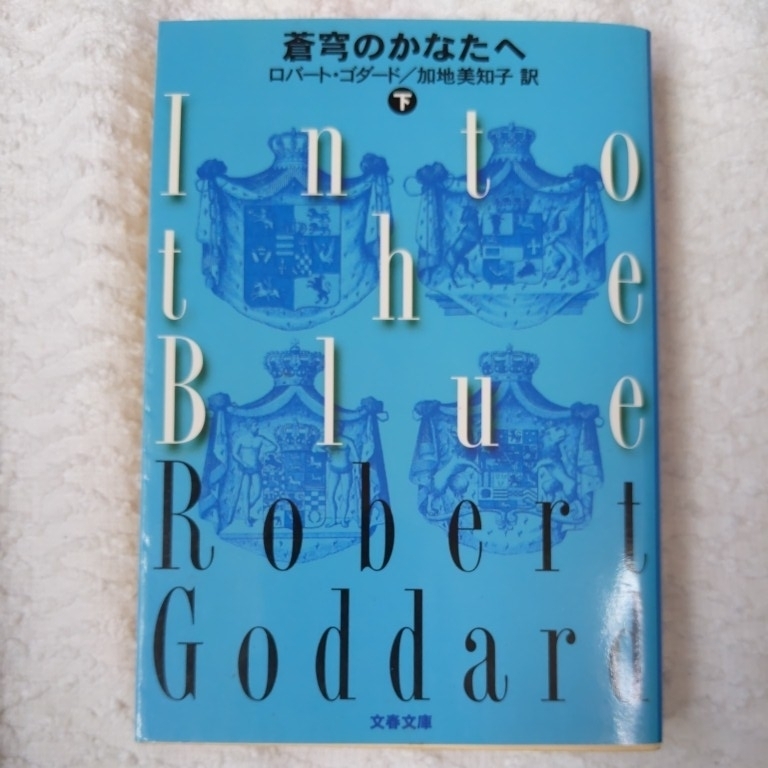 蒼穹のかなたへ
ロバート・ゴダード／加地美知子 訳
下
Into
the
Blue
Robert
Goddard
文春文庫